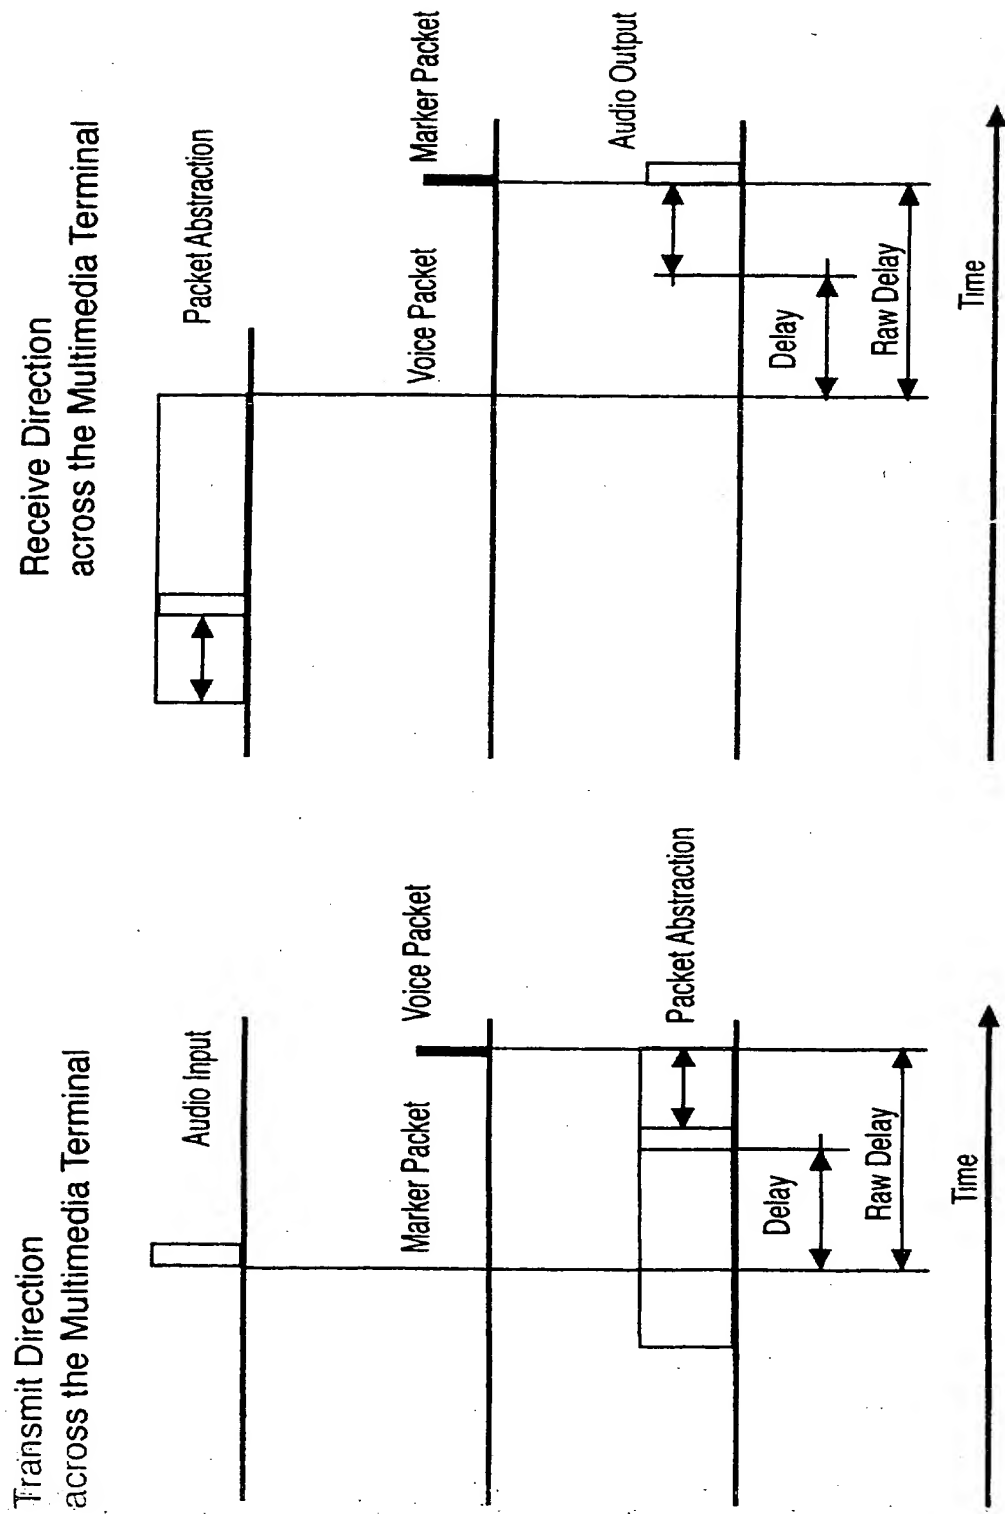 Transmit Direction
across the Multimedia Terminal
Audio Input
Marker Packet
Voice Packet
Packet Abstraction
Delay
Raw Delay
Time
Receive Direction
across the Multimedia Terminal
Packet Abstraction
Voice Packet
Marker Packet
Audio Output
Delay
Raw Delay
Time